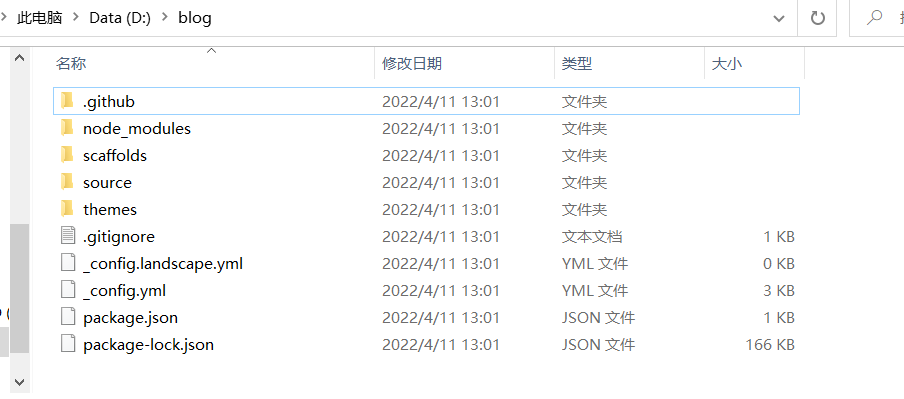 此电脑 > Data (D:) > blog
名称 修改日期 类型 大小
.github 2022/4/11 13:01 文件夹
node_modules 2022/4/11 13:01 文件夹
scaffolds 2022/4/11 13:01 文件夹
source 2022/4/11 13:01 文件夹
themes 2022/4/11 13:01 文件夹
.gitignore 2022/4/11 13:01 文本文档 1 KB
_config.landscape.yml 2022/4/11 13:01 YML 文件 0 KB
_config.yml 2022/4/11 13:01 YML 文件 3 KB
package.json 2022/4/11 13:01 JSON 文件 1 KB
package-lock.json 2022/4/11 13:01 JSON 文件 166 KB